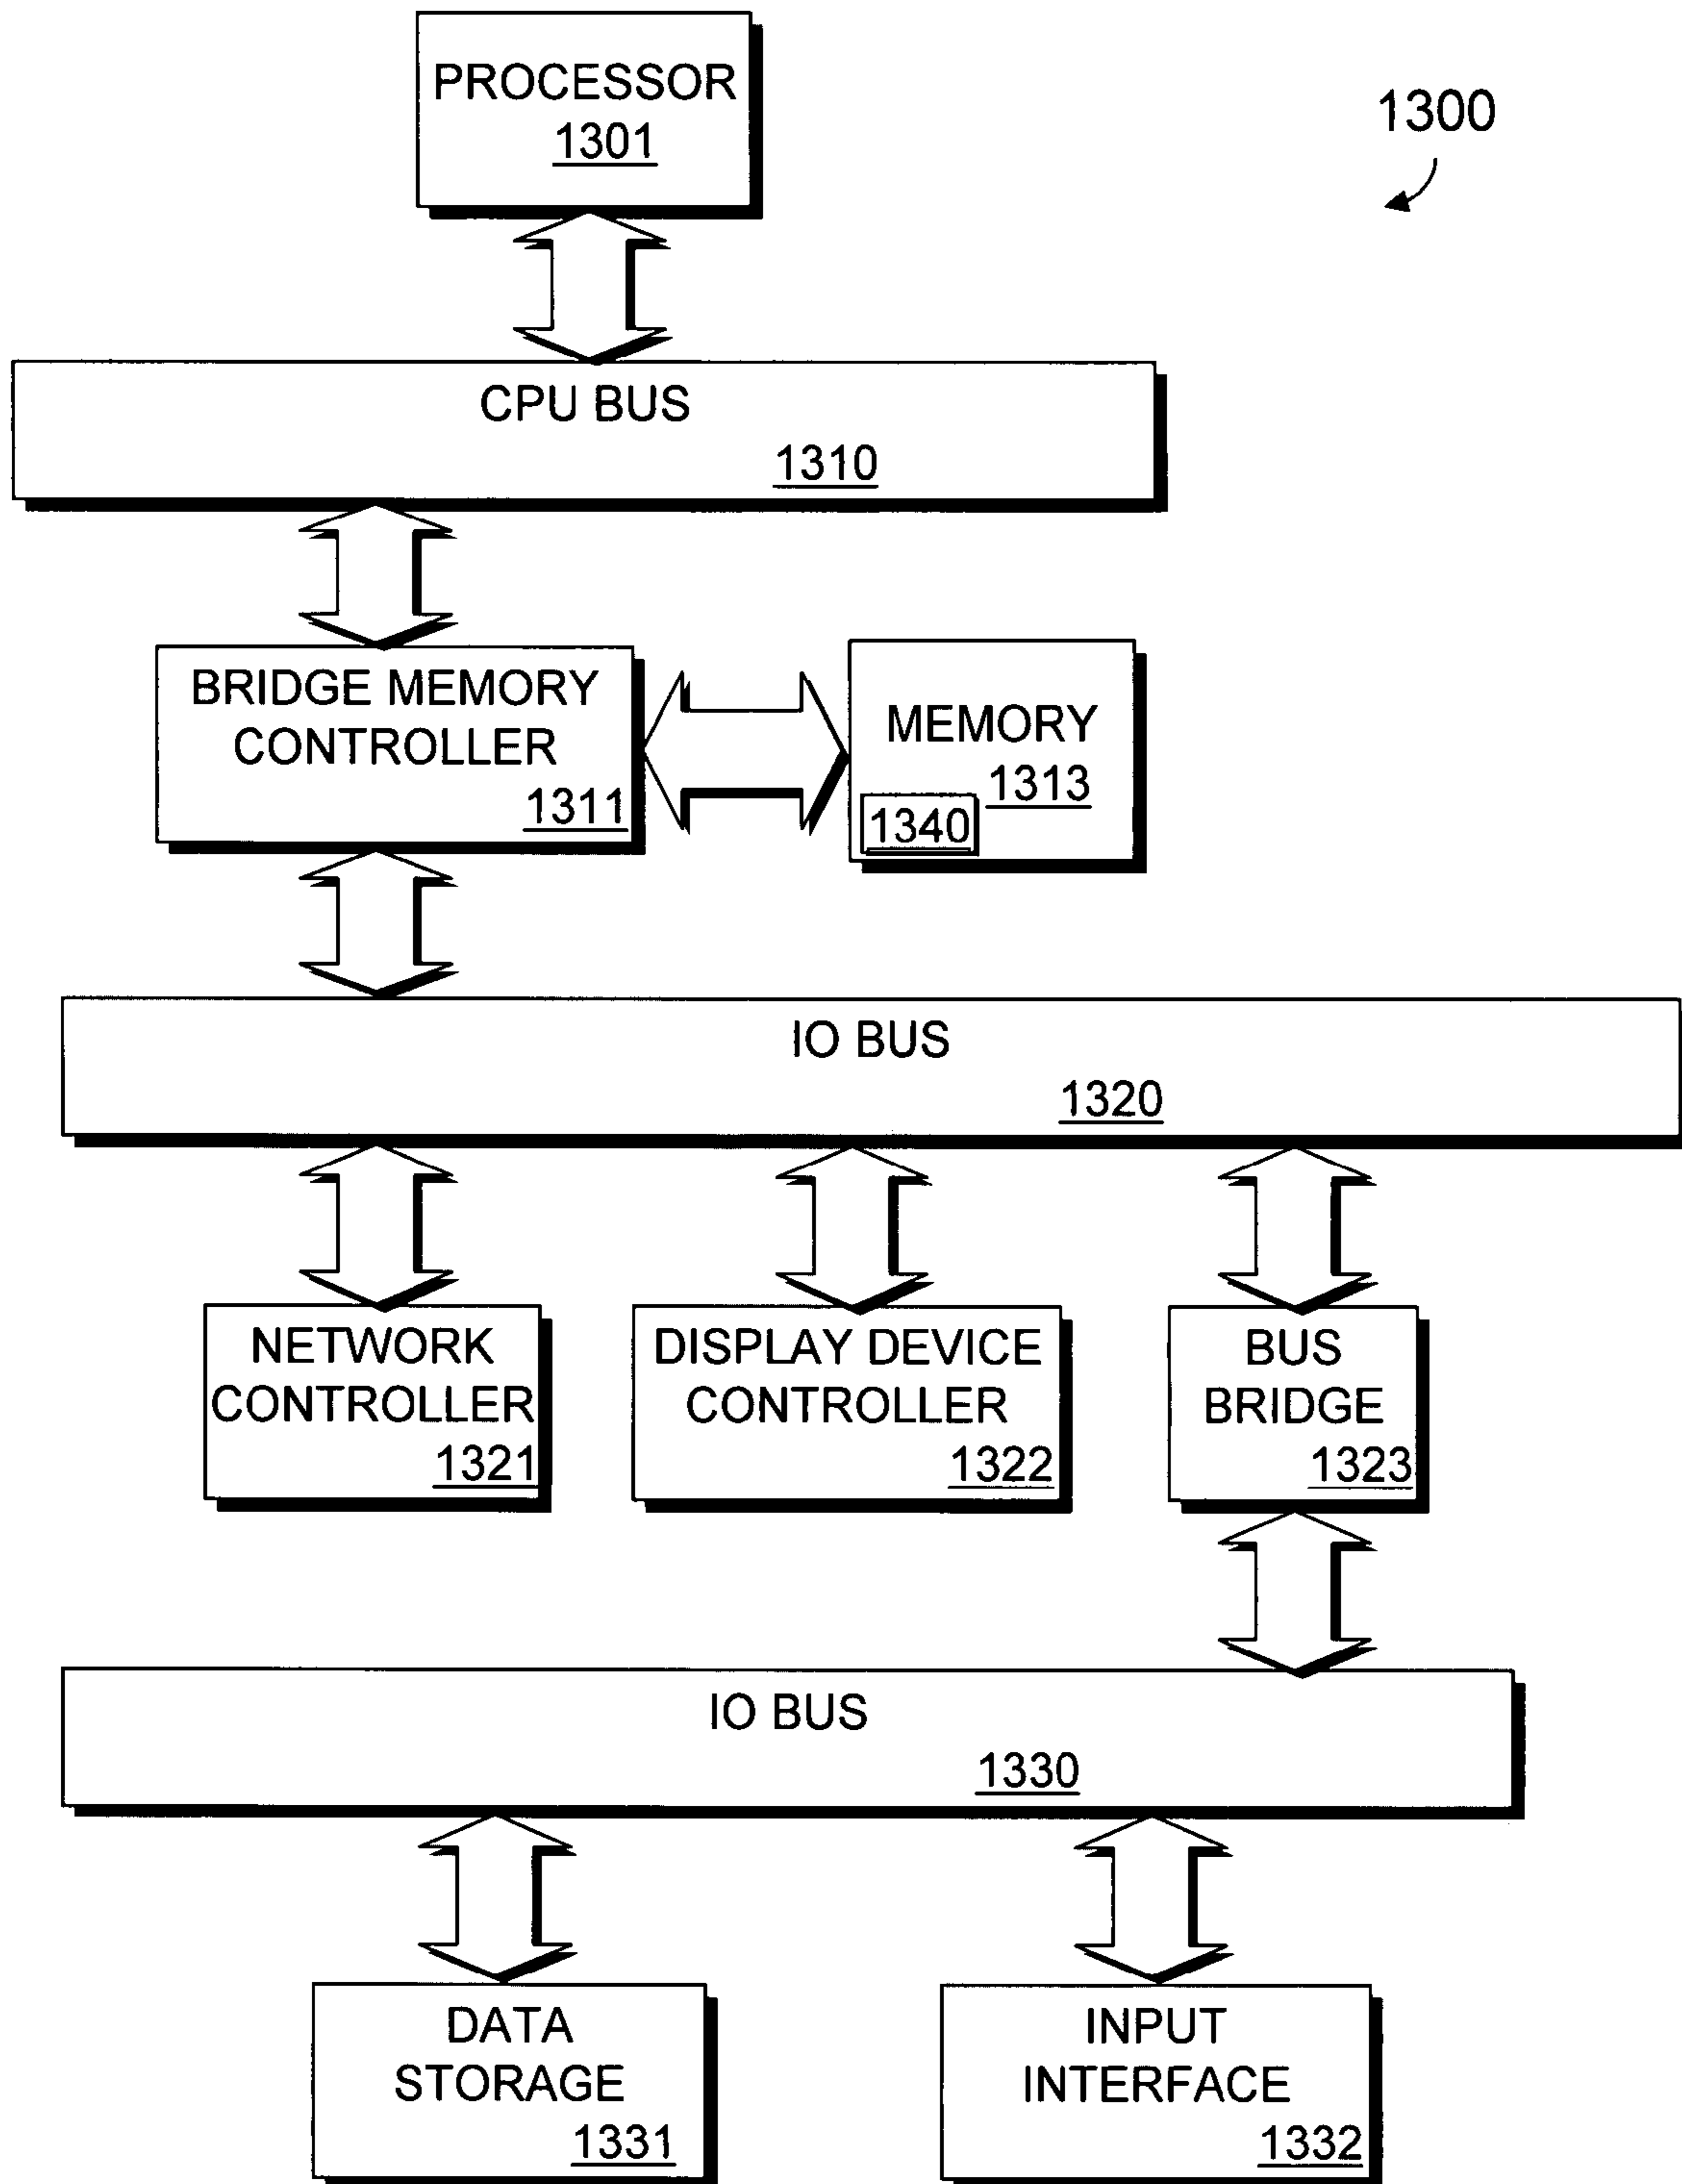 PROCESSOR
1301
1300
CPU BUS
1310
BRIDGE MEMORY
CONTROLLER
1311
MEMORY
1313
1340
IO BUS
1320
NETWORK
CONTROLLER
1321
DISPLAY DEVICE
CONTROLLER
1322
BUS
BRIDGE
1323
IO BUS
1330
DATA
STORAGE
1331
INPUT
INTERFACE
1332